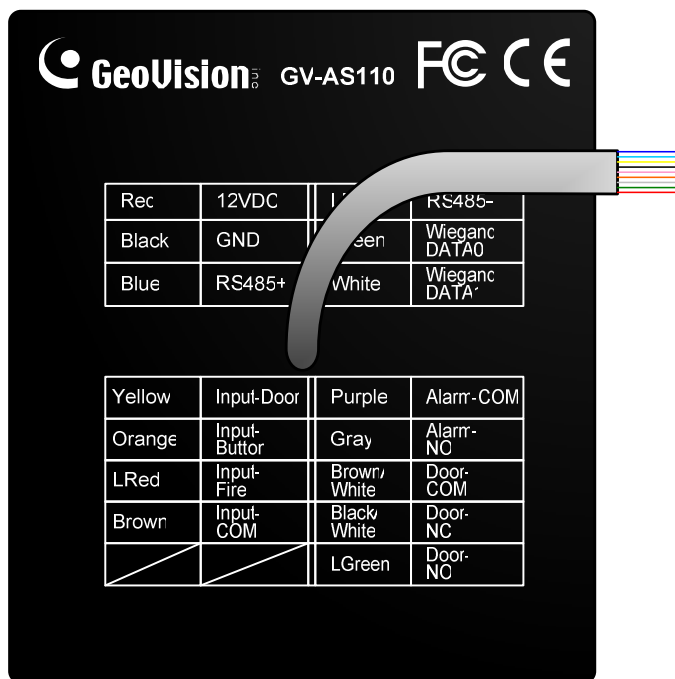 GeoVision inc GV-AS110 FC CE
Red 12VDC RS485-
Black GND Wiegand DATA0
Blue RS485+ White Wiegand DATA1
Yellow Input-Door Purple Alarm-COM
Orange Input-Button Gray Alarm-NO
LRed Input-Fire Brown/White Door-COM
Brown Input-COM Black/White Door-NC
LGreen Door-NO